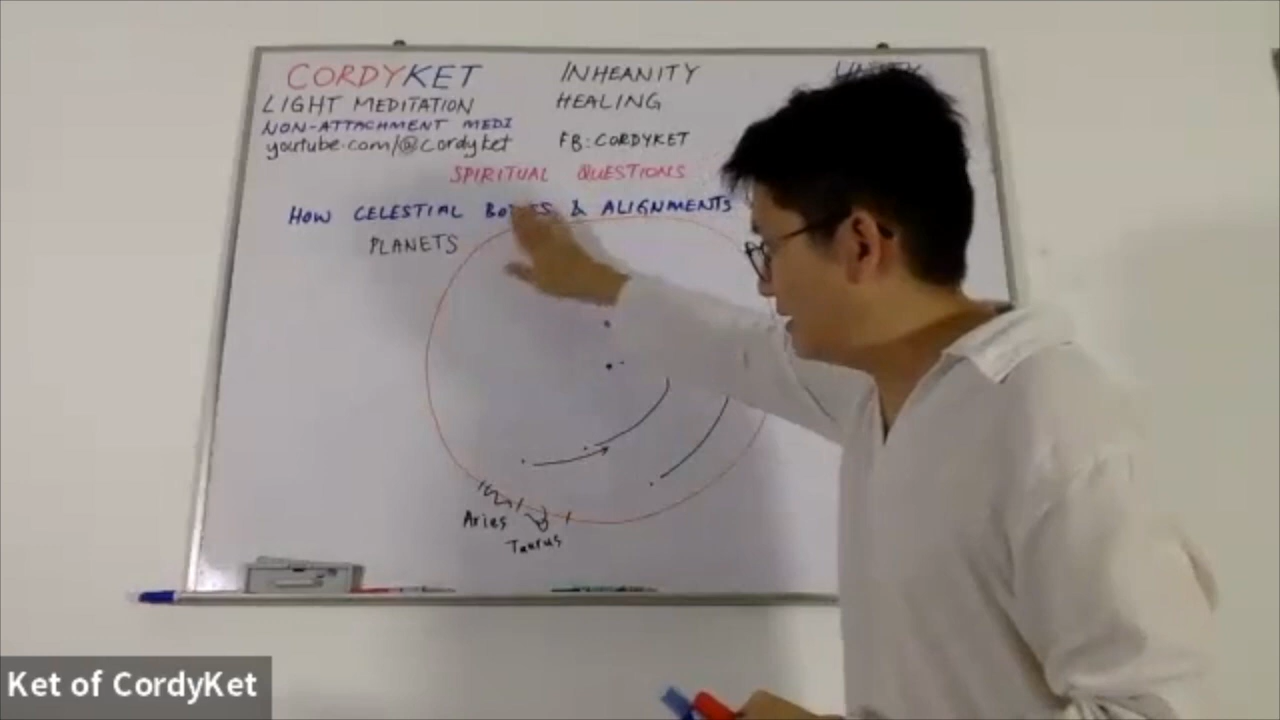 CORDYKET INHEANITY UNITY
LIGHT MEDITATION HEALING
NON-ATTACHMENT MEDI
youtube.com/@cordyket FB:CORDYKET
SPIRITUAL QUESTIONS
HOW CELESTIAL & ALIGNMENTS
PLANETS
Aries
Taurus
Ket of CordyKet